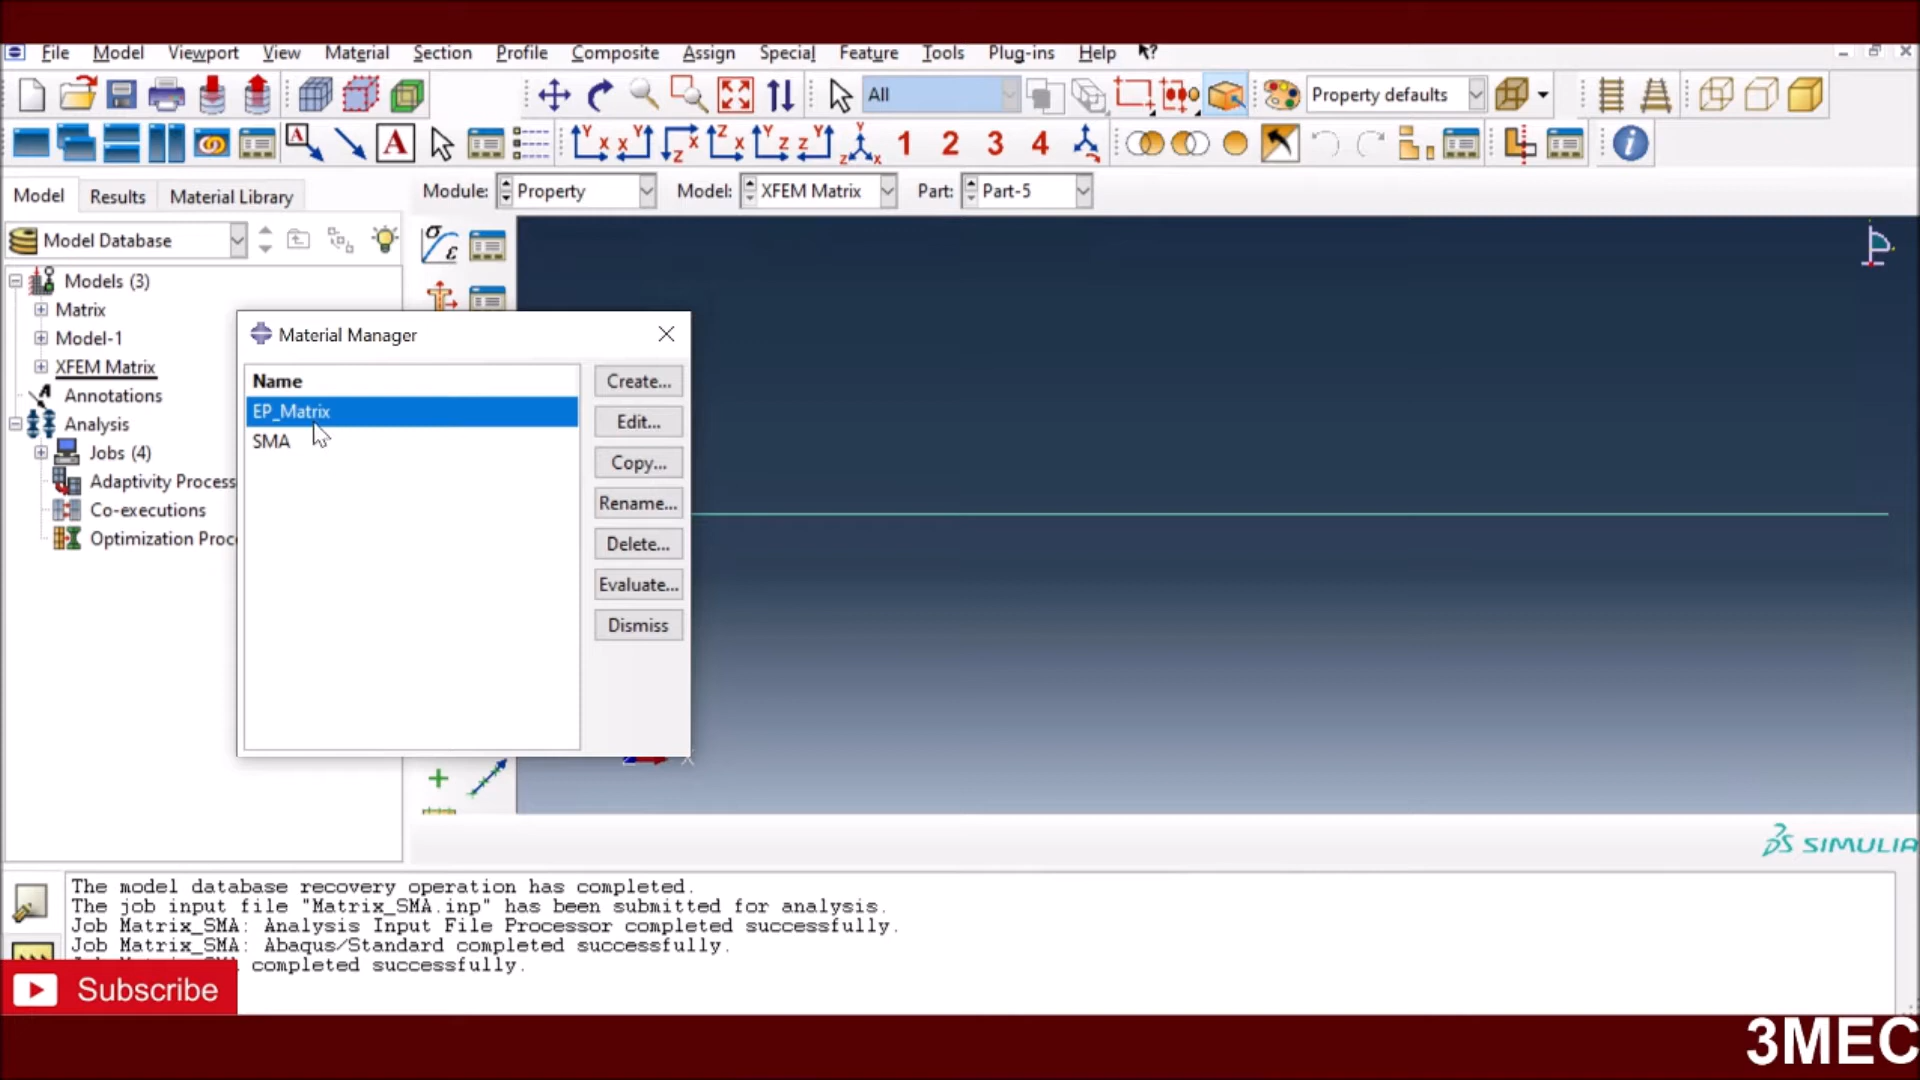 File Model Viewport View Material Section Profile Composite Assign Special Feature Tools Plug-ins Help
All
Property defaults
A
A
1 2 3 4
Model Results Material Library
Module: Property Model: XFEM Matrix Part: Part-5
Model Database
Models (3)
Matrix
Model-1
XFEM Matrix
Annotations
Analysis
Jobs (4)
Adaptivity Process
Co-executions
Optimization Proc
Material Manager
Name
EP_Matrix
SMA
Create...
Edit...
Copy...
Rename...
Delete...
Evaluate...
Dismiss
X
SIMULIA
The model database recovery operation has completed.
The job input file "Matrix_SMA.inp" has been submitted for analysis.
Job Matrix_SMA: Analysis Input File Processor completed successfully.
Job Matrix_SMA: Abaqus/Standard completed successfully.
completed successfully.
Subscribe
3MEC